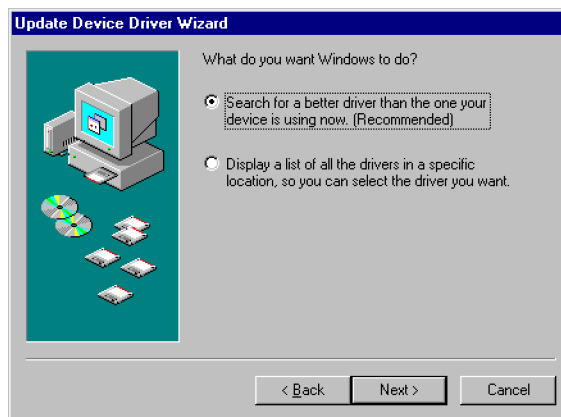 Update Device Driver Wizard
What do you want Windows to do?
Search for a better driver than the one your
device is using now. (Recommended)
Display a list of all the drivers in a specific
location, so you can select the driver you want.
< Back
Next >
Cancel